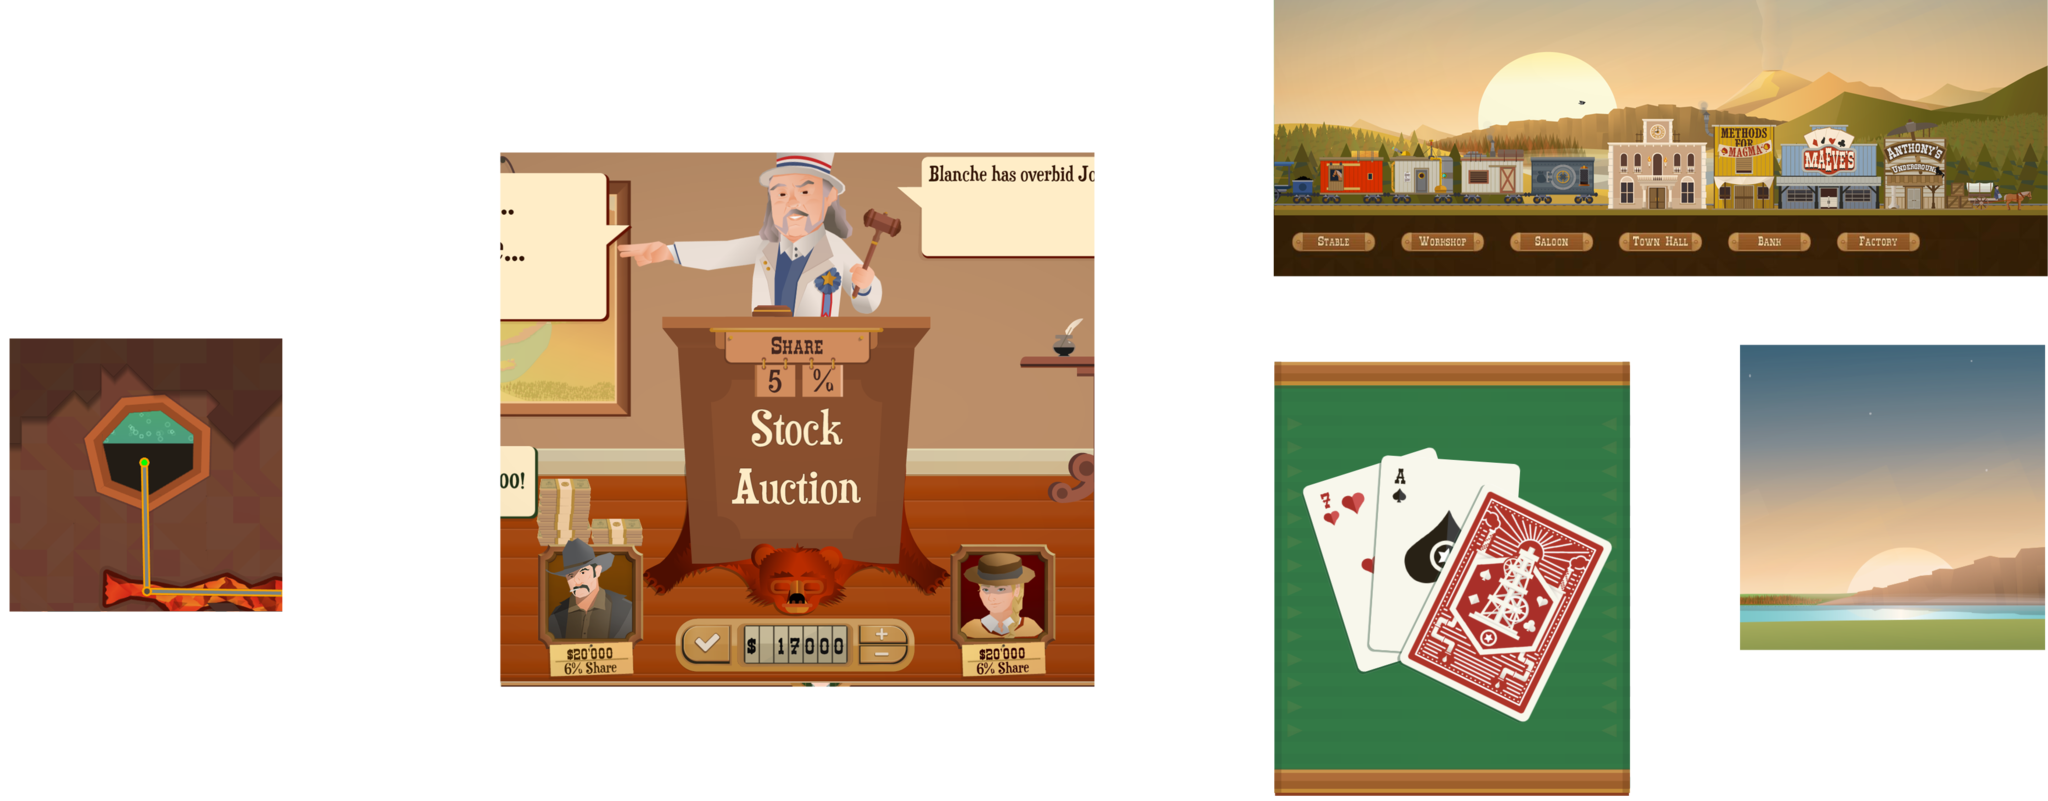 ..
...
00!
Blanche has overbid Jo
SHARE
5 %
Stock
Auction
$20'000
6% Share
$ 17000
$20'000
6% Share
METHODS
FOR
MAGMA
MAEVE'S
ANTHONY'S
UNDERGROUND
STABLE
WORKSHOP
SALOON
TOWN HALL
BANK
FACTORY
7
A